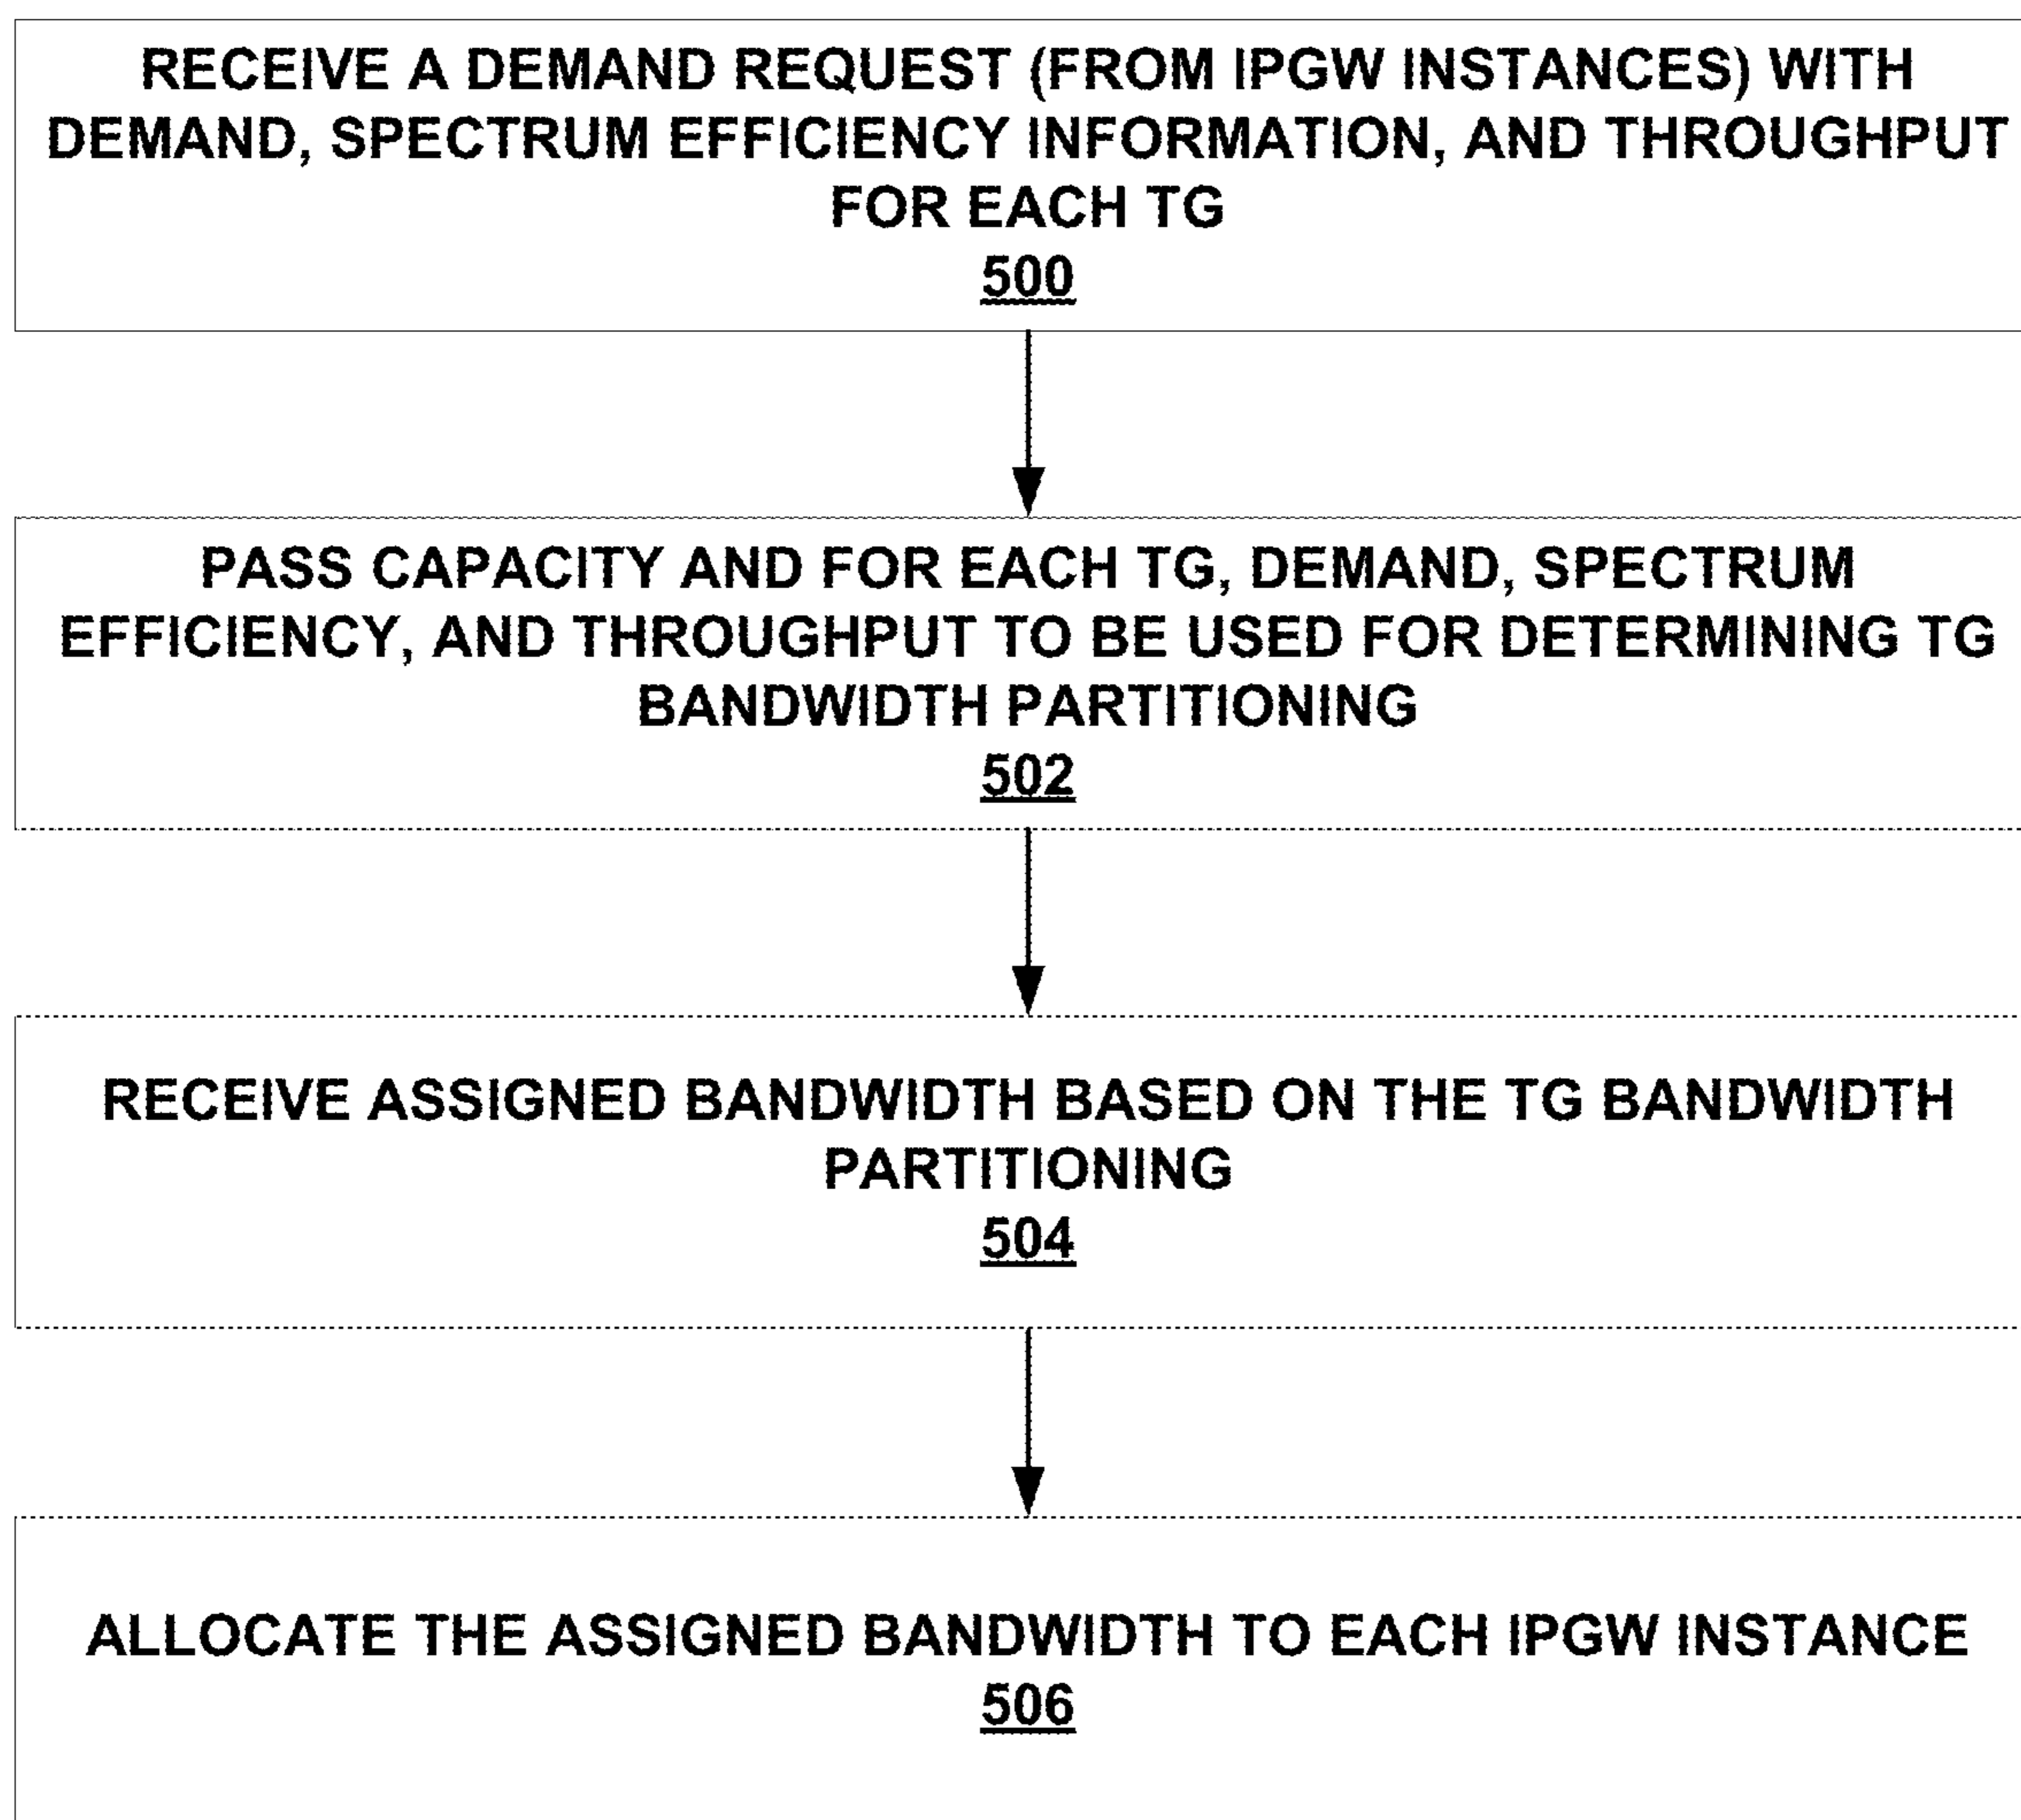 RECEIVE A DEMAND REQUEST (FROM IPGW INSTANCES) WITH
DEMAND, SPECTRUM EFFICIENCY INFORMATION, AND THROUGHPUT
FOR EACH TG
500
PASS CAPACITY AND FOR EACH TG, DEMAND, SPECTRUM
EFFICIENCY, AND THROUGHPUT TO BE USED FOR DETERMINING TG
BANDWIDTH PARTITIONING
502
RECEIVE ASSIGNED BANDWIDTH BASED ON THE TG BANDWIDTH
PARTITIONING
504
ALLOCATE THE ASSIGNED BANDWIDTH TO EACH IPGW INSTANCE
506